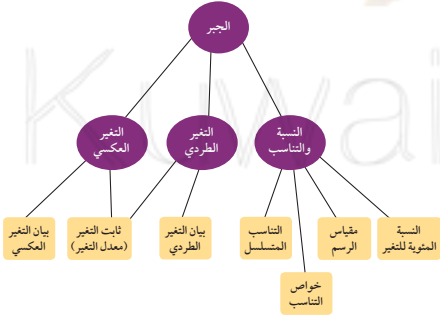 الجبر
النسبة
والتناسب
التغير
الطردي
التغير
العكسي
النسبة
المئوية للتغير
مقياس
الرسم
التناسب
المتسلسل
بيان التغير
الطردي
ثابت التغير
(معدل التغير)
بيان التغير
العكسي
خواص
التناسب
Kuwai